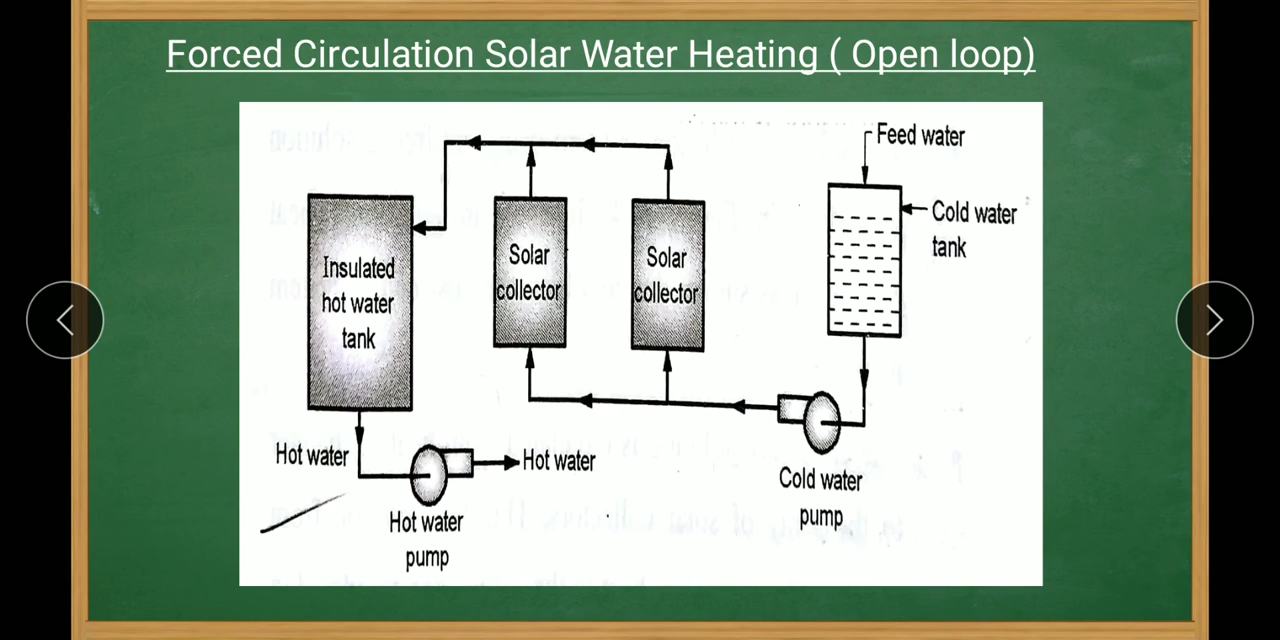 Forced Circulation Solar Water Heating ( Open loop)
Feed water
Cold water
tank
Insulated
hot water
tank
Solar
collector
Solar
collector
Hot water
Hot water
Hot water
pump
Cold water
pump